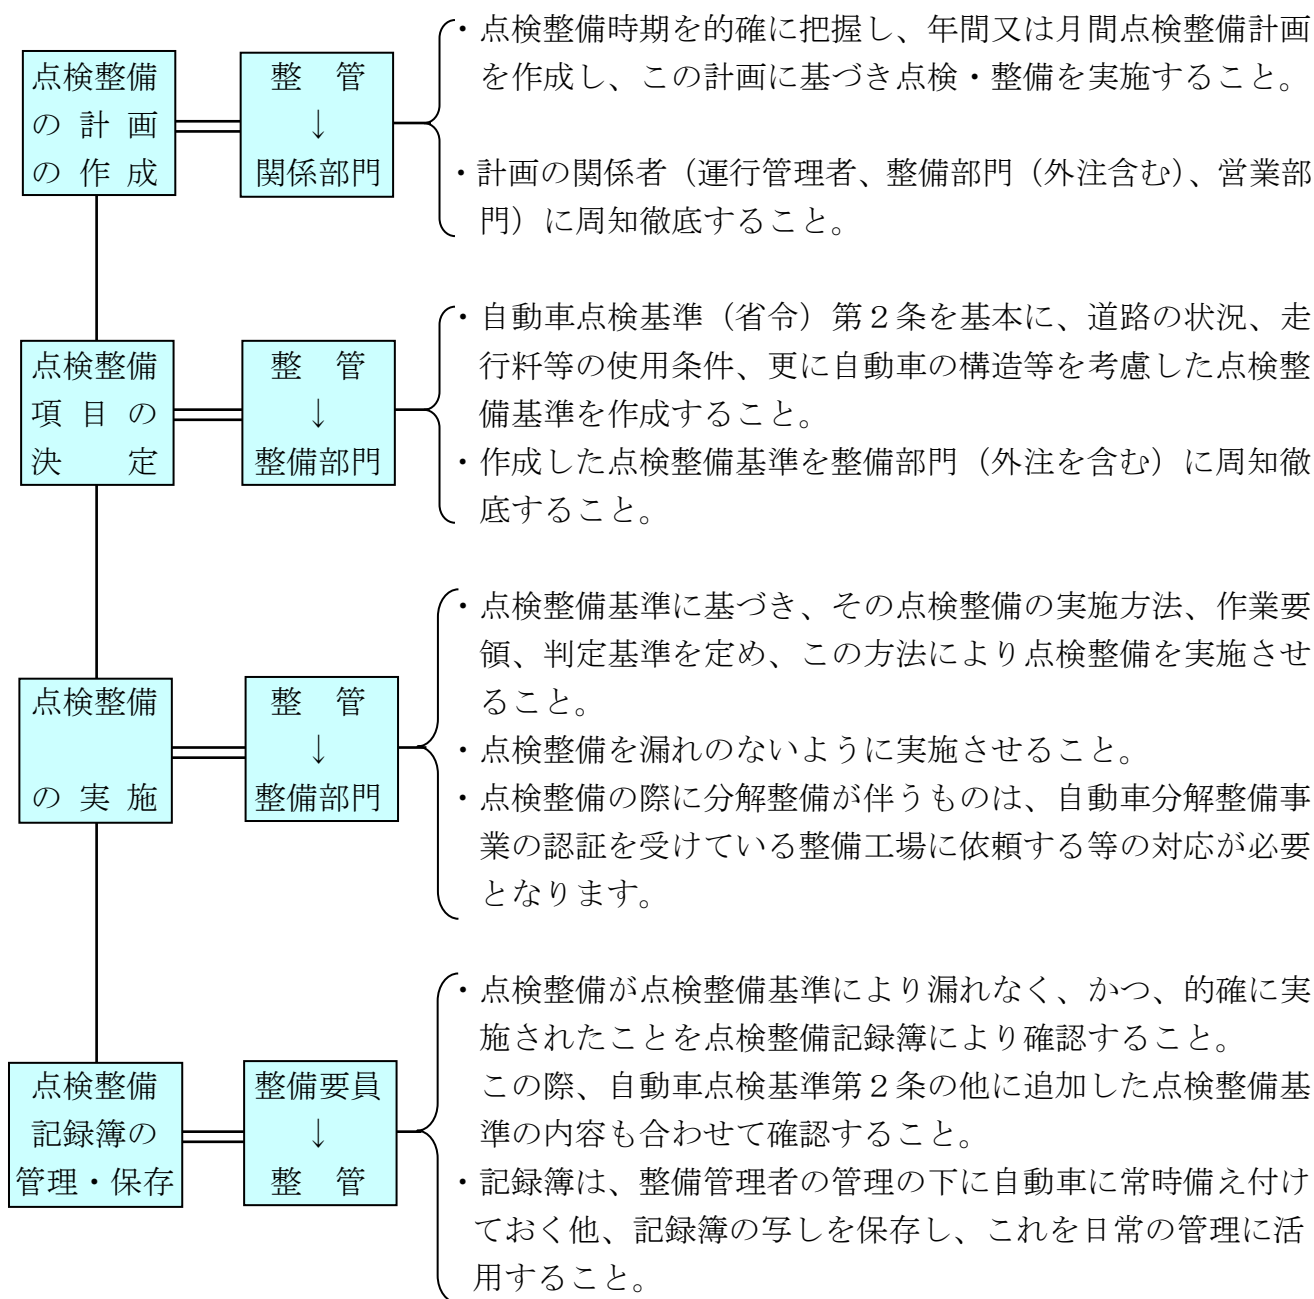 点検整備
の計画
の作成
整　管
↓
関係部門
・点検整備時期を的確に把握し、年間又は月間点検整備計画
を作成し、この計画に基づき点検・整備を実施すること。
・計画の関係者（運行管理者、整備部門（外注含む）、営業部
門）に周知徹底すること。
点検整備
項目の
決　定
整　管
↓
整備部門
・自動車点検基準（省令）第２条を基本に、道路の状況、走
行粁等の使用条件、更に自動車の構造等を考慮した点検整
備基準を作成すること。
・作成した点検整備基準を整備部門（外注を含む）に周知徹
底すること。
点検整備
の実施
整　管
↓
整備部門
・点検整備基準に基づき、その点検整備の実施方法、作業要
領、判定基準を定め、この方法により点検整備を実施させ
ること。
・点検整備を漏れのないように実施させること。
・点検整備の際に分解整備が伴うものは、自動車分解整備事
業の認証を受けている整備工場に依頼する等の対応が必要
となります。
点検整備
記録簿の
管理・保存
整備要員
↓
整　管
・点検整備が点検整備基準により漏れなく、かつ、的確に実
施されたことを点検整備記録簿により確認すること。
この際、自動車点検基準第２条の他に追加した点検整備基
準の内容も合わせて確認すること。
・記録簿は、整備管理者の管理の下に自動車に常時備え付け
ておく他、記録簿の写しを保存し、これを日常の管理に活
用すること。